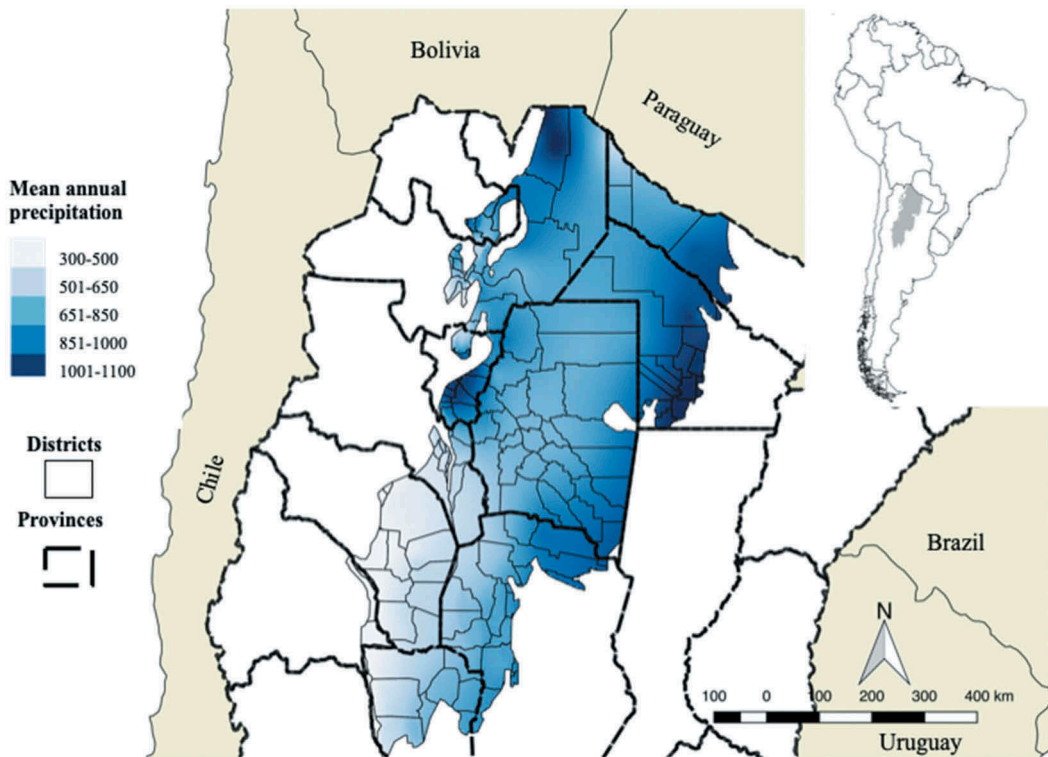 Bolivia
Paraguay
Mean annual
precipitation
300-500
501-650
651-850
851-1000
1001-1100
Districts
Provinces
Chile
Brazil
N
100 0 100 200 300 400 km
Uruguay